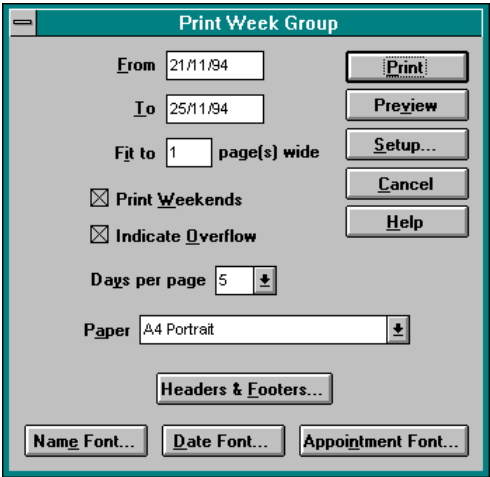 Print Week Group
From 21/11/94 Print
To 25/11/94 Preview
Fit to 1 page(s) wide Setup...
Print Weekends Cancel
Indicate Overflow Help
Days per page 5
Paper A4 Portrait
Headers & Footers...
Name Font... Date Font... Appointment Font...